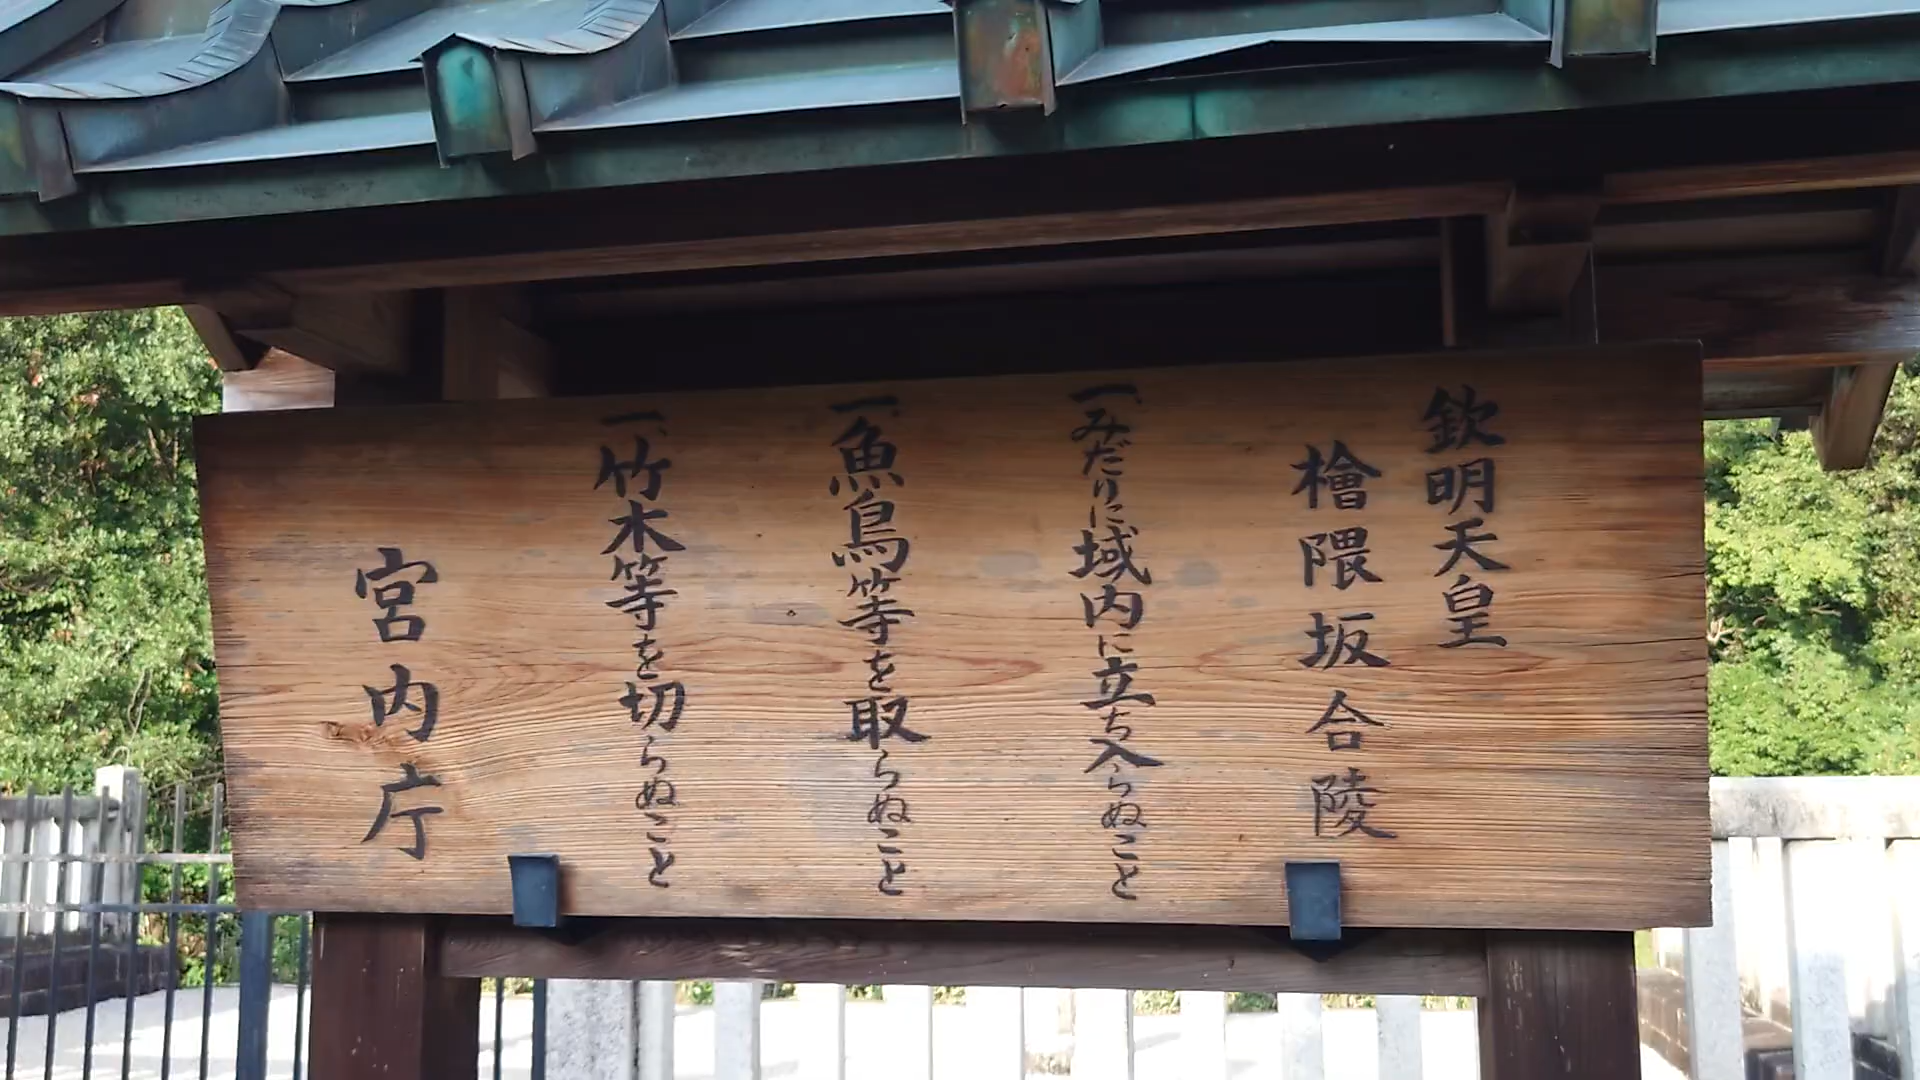 欽明天皇
檜隈坂合陵
一、みだりに域内に立ち入らぬこと
一、魚鳥等を取らぬこと
一、竹木等を切らぬこと
宮内庁